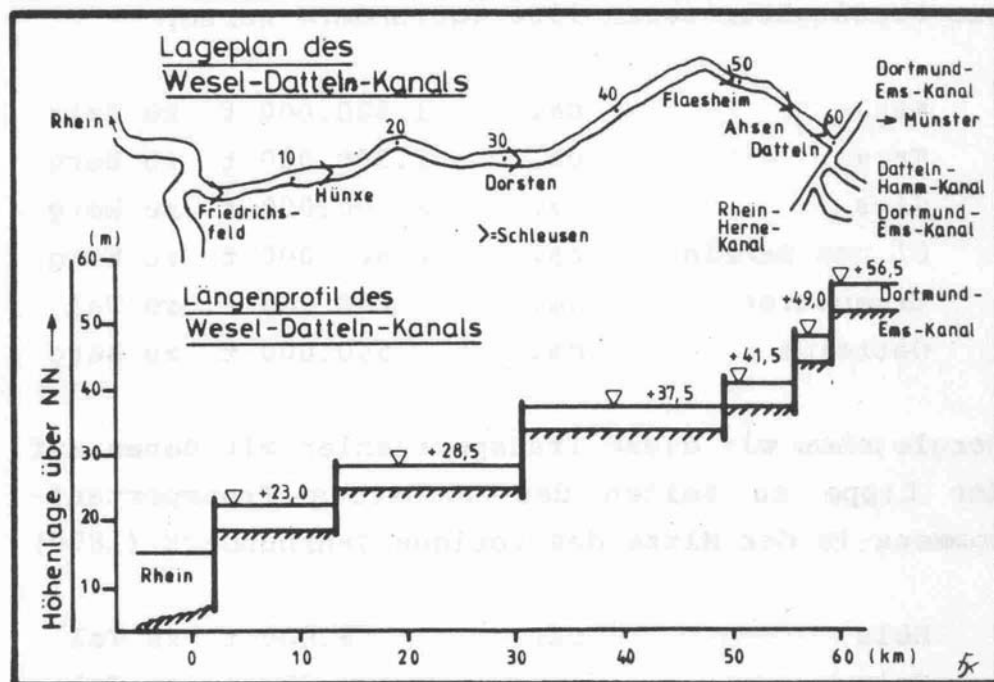 Lageplan des
Wesel-Datteln-Kanals
Rhein
10
20
30
40
50
60
Friedrichs-
feld
Hünxe
Dorsten
Flaesheim
Ahsen
Datteln
Dortmund-
Ems-Kanal
→ Münster
Datteln-
Hamm-Kanal
Dortmund-
Ems-Kanal
Rhein-
Herne-
Kanal
>=Schleusen
(m)
60
50
40
30
20
10
Höhenlage über NN →
Längenprofil des
Wesel-Datteln-Kanals
Rhein
+23,0
+28,5
+37,5
+41,5
+49,0
+56,5
Dortmund-
Ems-Kanal
0
10
20
30
40
50
60 (km)